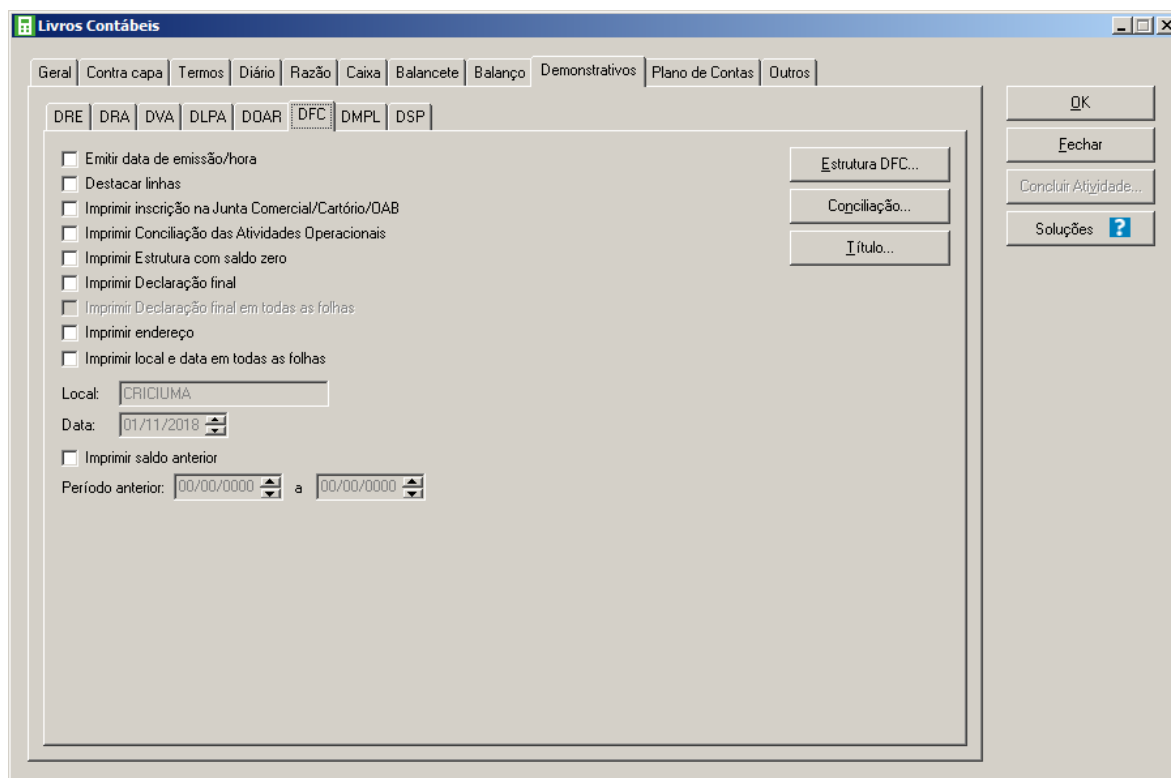 Livros Contábeis
Geral Contra capa Termos Diário Razão Caixa Balancete Balanço Demonstrativos Plano de Contas Outros
DRE DRA DVA DLPA DOAR DFC DMPL DSP
Emitir data de emissão/hora
Destacar linhas
Imprimir inscrição na Junta Comercial/Cartório/OAB
Imprimir Conciliação das Atividades Operacionais
Imprimir Estrutura com saldo zero
Imprimir Declaração final
Imprimir Declaração final em todas as folhas
Imprimir endereço
Imprimir local e data em todas as folhas
Local: CRICIUMA
Data: 01/11/2018
Imprimir saldo anterior
Período anterior: 00/00/0000 a 00/00/0000
Estrutura DFC...
Conciliação...
Título...
OK
Fechar
Concluir Atividade...
Soluções ?